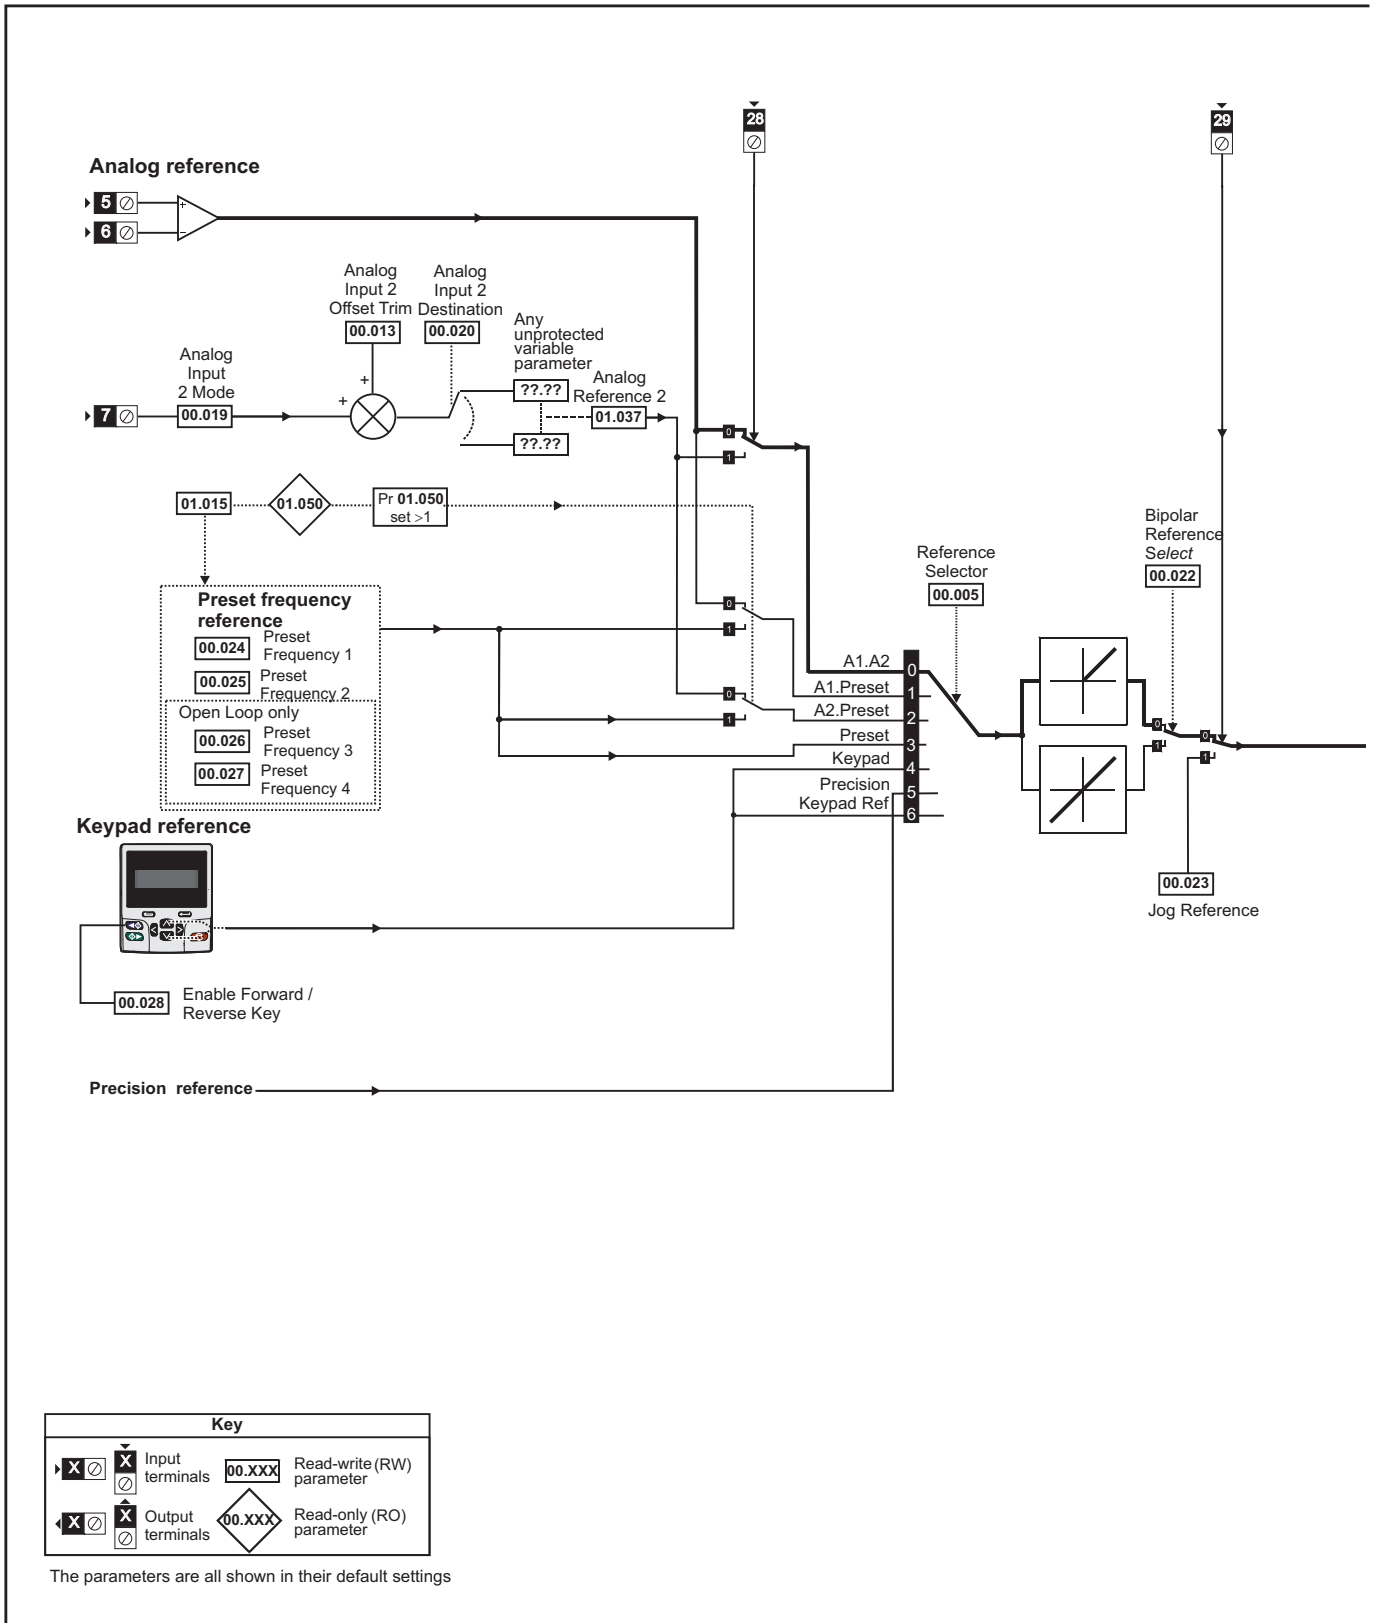 28
29
Analog reference
5
+
6
−
Analog
Input 2
Offset Trim
00.013
Analog
Input 2
Destination
00.020
Any
unprotected
variable
parameter
??.??
??.??
Analog
Input
2 Mode
00.019
7
+
+
Analog
Reference 2
01.037
0
1
01.015
01.050
Pr 01.050
set >1
Preset frequency
reference
00.024
Preset
Frequency 1
00.025
Preset
Frequency 2
Open Loop only
00.026
Preset
Frequency 3
00.027
Preset
Frequency 4
0
1
0
1
Reference
Selector
00.005
A1.A2
0
A1.Preset
1
A2.Preset
2
Preset
3
Keypad
4
Precision
5
Keypad Ref
6
Bipolar
Reference
Select
00.022
0
1
0
1
00.023
Jog Reference
Keypad reference
00.028
Enable Forward /
Reverse Key
Precision reference
Key
X
X
Input
terminals
00.XXX
Read-write (RW)
parameter
X
X
Output
terminals
00.XXX
Read-only (RO)
parameter
The parameters are all shown in their default settings